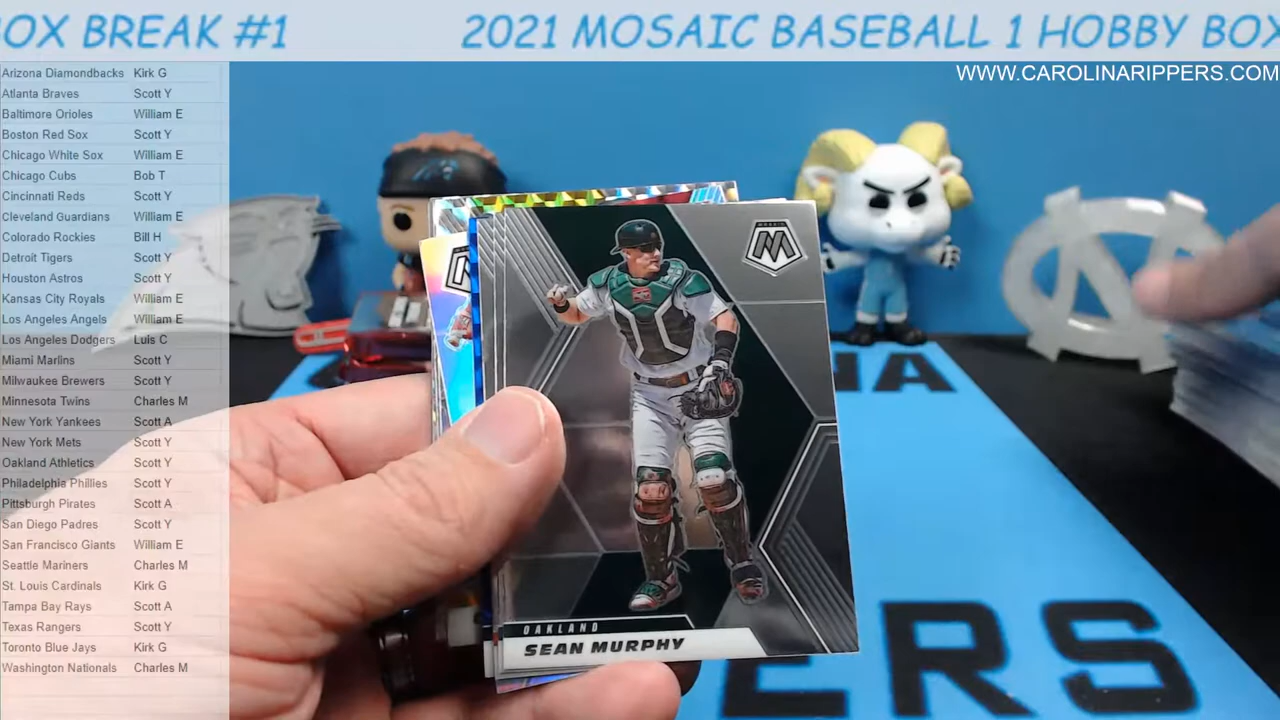 OX BREAK #1 2021 MOSAIC BASEBALL 1 HOBBY BOX
WWW.CAROLINARIPPERS.COM
Arizona Diamondbacks Kirk G
Atlanta Braves Scott Y
Baltimore Orioles William E
Boston Red Sox Scott Y
Chicago White Sox William E
Chicago Cubs Bob T
Cincinnati Reds Scott Y
Cleveland Guardians William E
Colorado Rockies Bill H
Detroit Tigers Scott Y
Houston Astros Scott Y
Kansas City Royals William E
Los Angeles Angels William E
Los Angeles Dodgers Luis C
Miami Marlins Scott Y
Milwaukee Brewers Scott Y
Minnesota Twins Charles M
New York Yankees Scott A
New York Mets Scott Y
Oakland Athletics Scott Y
Philadelphia Phillies Scott Y
Pittsburgh Pirates Scott A
San Diego Padres Scott Y
San Francisco Giants William E
Seattle Mariners Charles M
St. Louis Cardinals Kirk G
Tampa Bay Rays Scott A
Texas Rangers Scott Y
Toronto Blue Jays Kirk G
Washington Nationals Charles M
MOSAIC
M
OAKLAND
SEAN MURPHY
NC
NA
ERS